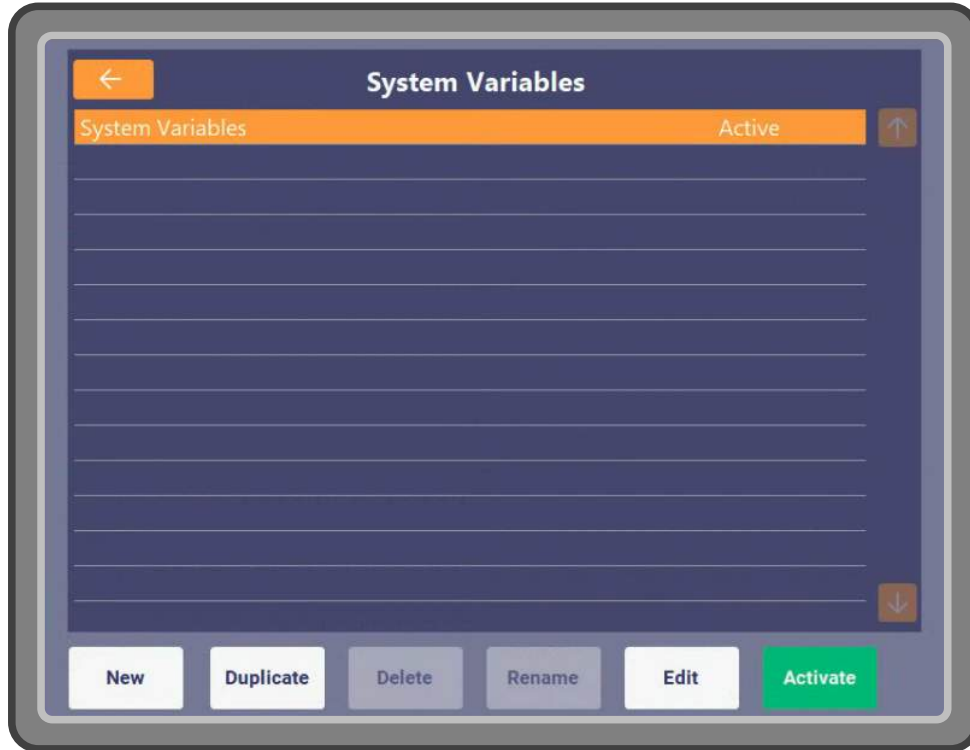 System Variables
System Variables Active
New Duplicate Delete Rename Edit Activate